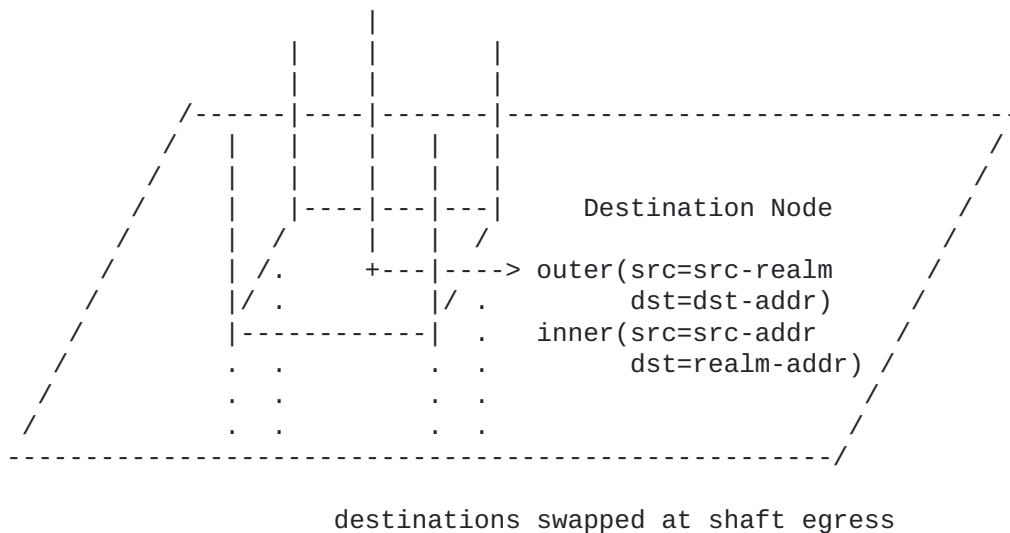 Destination Node
outer(src=src-realm
dst=dst-addr)
inner(src=src-addr
dst=realm-addr)
destinations swapped at shaft egress